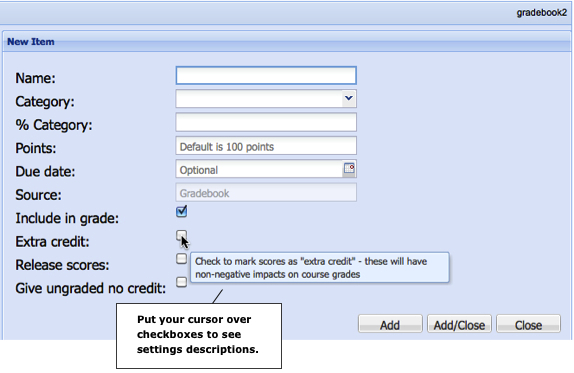 gradebook2
New Item
Name:
Category:
% Category:
Points: Default is 100 points
Due date: Optional
Source: Gradebook
Include in grade:
Extra credit:
Check to mark scores as "extra credit" - these will have
non-negative impacts on course grades
Release scores:
Give ungraded no credit:
Put your cursor over
checkboxes to see
settings descriptions.
Add Add/Close Close